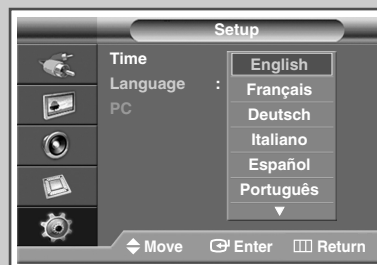 Setup
Time
Language :
PC
English
Français
Deutsch
Italiano
Español
Português
Move Enter Return